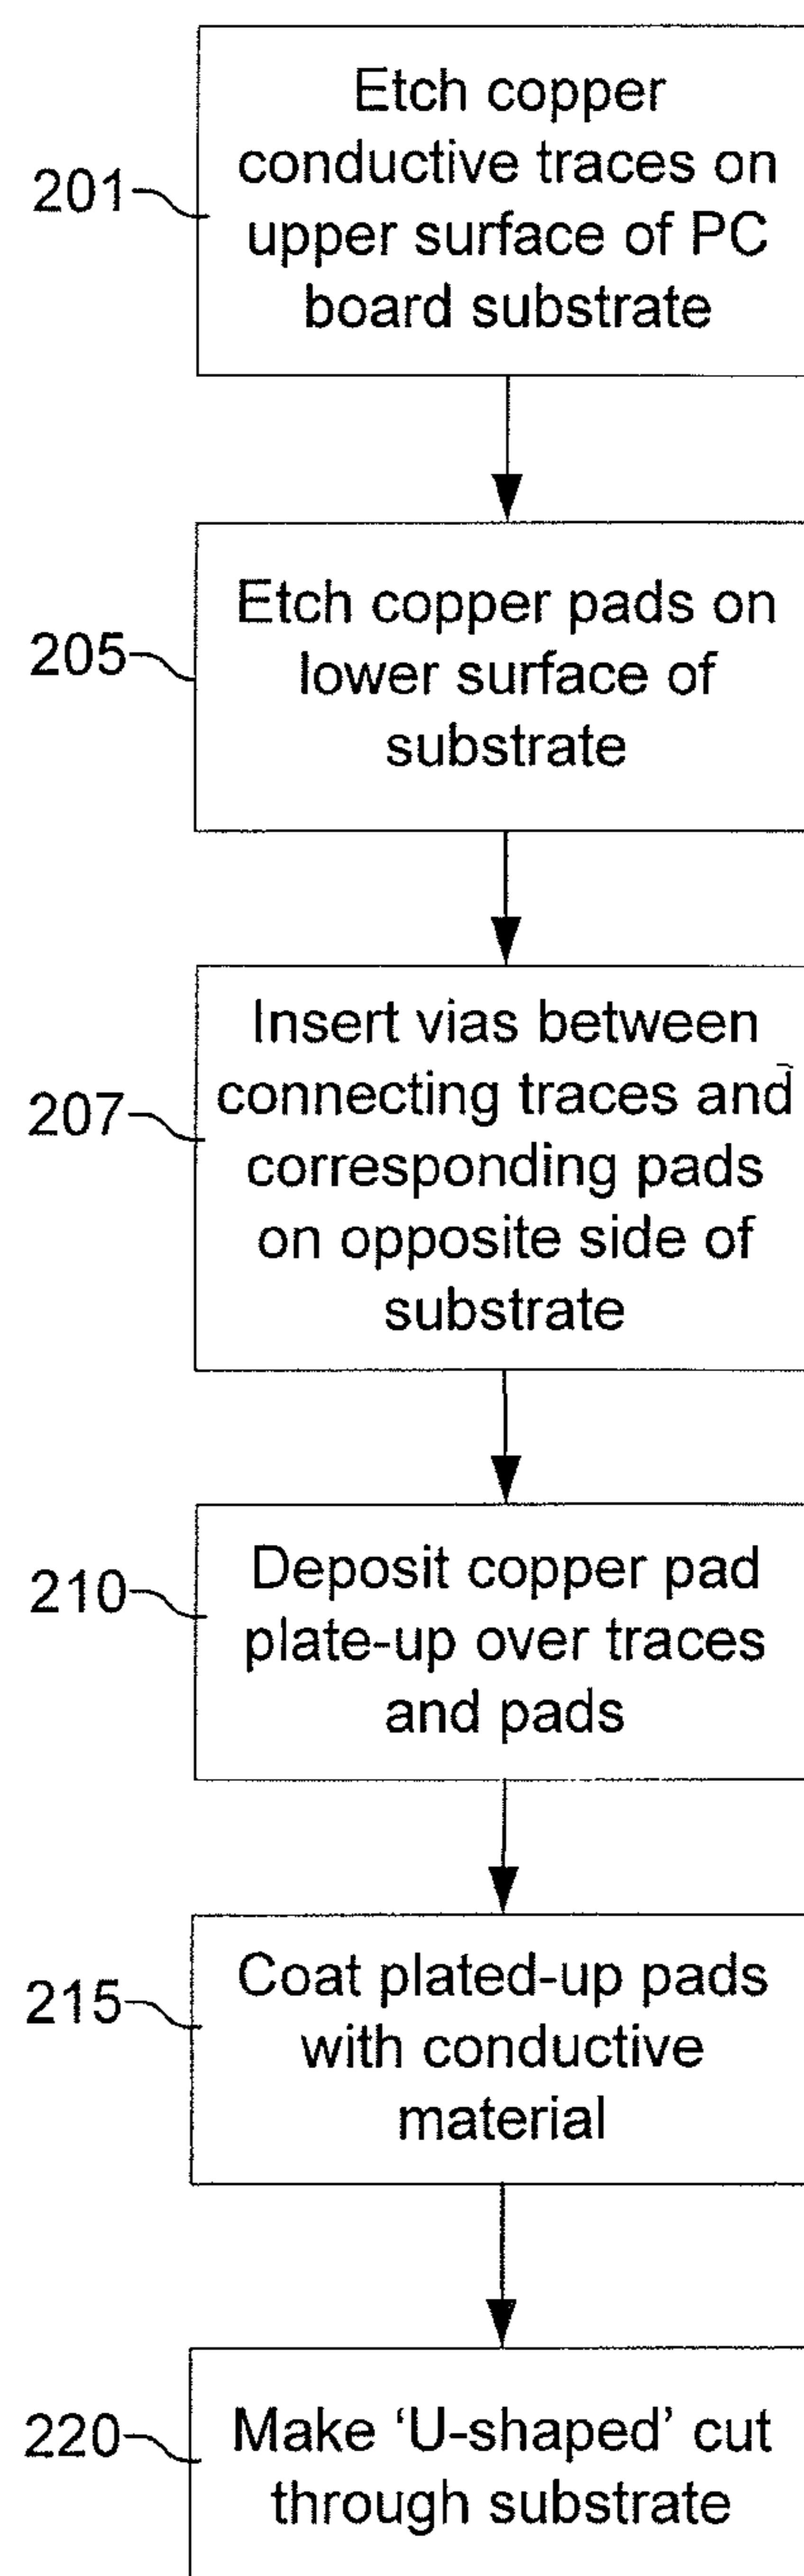 201
Etch copper
conductive traces on
upper surface of PC
board substrate
205
Etch copper pads on
lower surface of
substrate
207
Insert vias between
connecting traces and
corresponding pads
on opposite side of
substrate
210
Deposit copper pad
plate-up over traces
and pads
215
Coat plated-up pads
with conductive
material
220
Make ‘U-shaped’ cut
through substrate